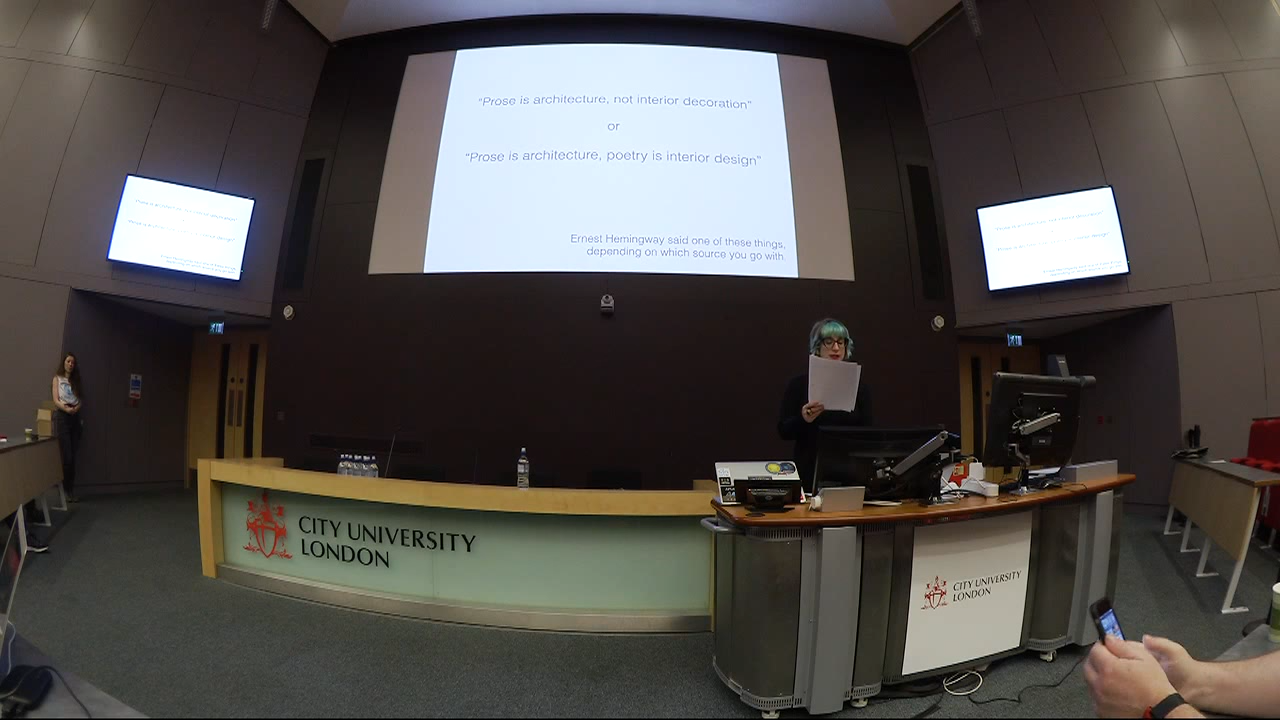 “Prose is architecture, not interior decoration”
or
“Prose is architecture, poetry is interior design”
Ernest Hemingway said one of these things,
depending on which source you go with.
CITY UNIVERSITY
LONDON
CITY UNIVERSITY
LONDON